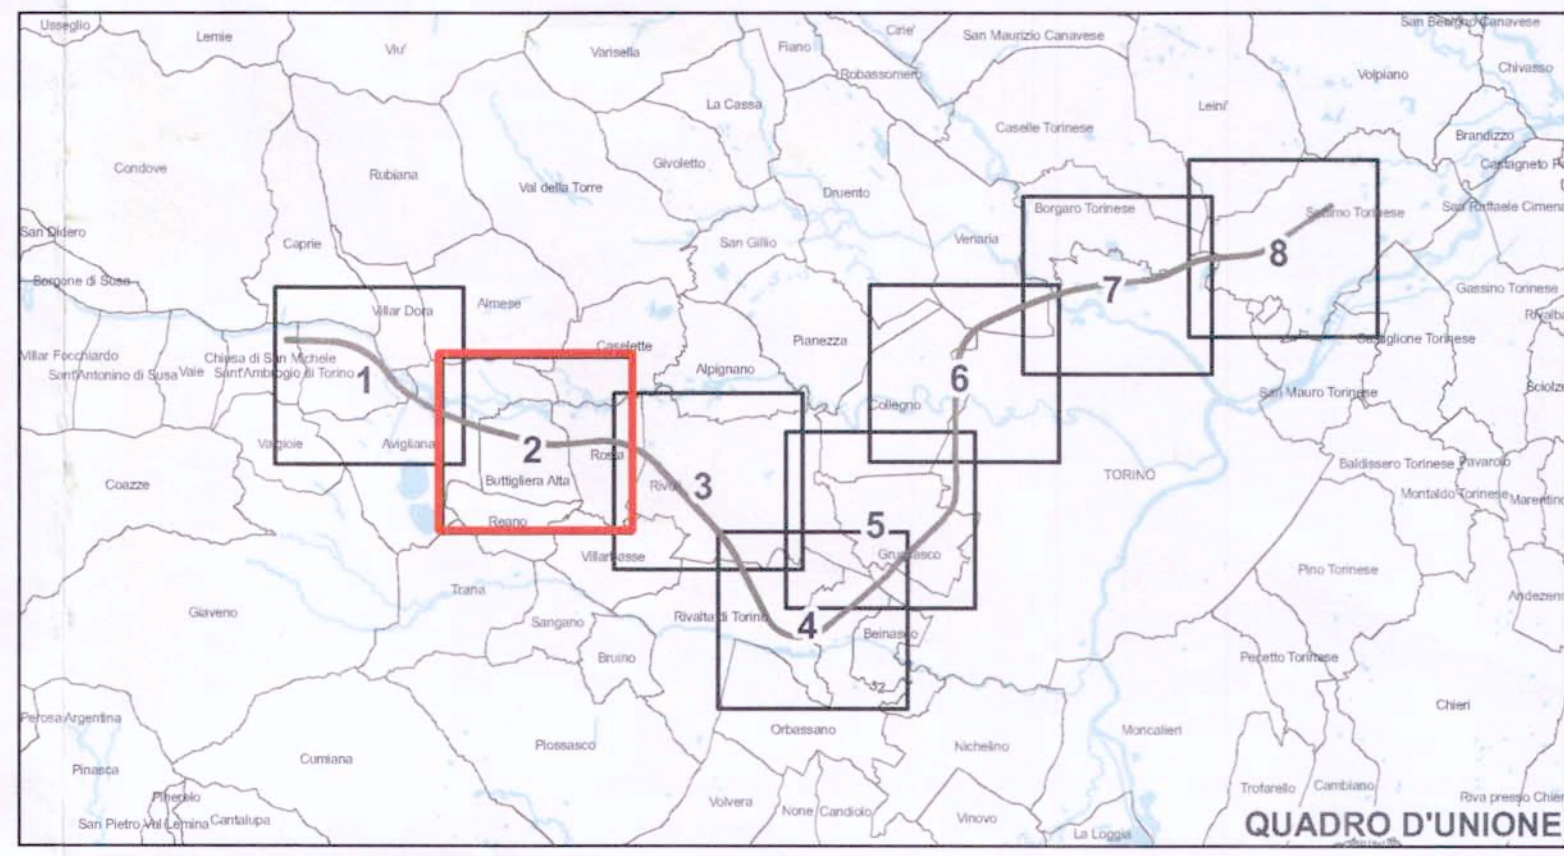 Usseglio
Lemie
Viu'
Varisella
Fiano
Cirie'
San Maurizio Canavese
San Benigno Canavese
Robassomero
Volpiano
Chivasso
La Cassa
Leini'
Caselle Torinese
Brandizzo
Condove
Rubiana
Givoletto
Val della Torre
Druento
Castagneto P
San Didero
Caprie
San Gillio
Venaria
Borgaro Torinese
Settimo Torinese
San Raffaele Cimena
8
Borgone di Susa
Villar Dora
Almese
7
Gassino Torinese
Rivalba
Villar Focchiardo
Chiusa di San Michele
Caselette
Pianezza
Castiglione Torinese
Sant'Antonino di Susa
Vaie
Sant'Ambrogio di Torino
1
Alpignano
6
Collegno
San Mauro Torinese
Sciolze
Valgioie
Avigliana
2
Rosta
Coazze
Buttigliera Alta
Rivoli
3
TORINO
Baldissero Torinese
Pavarolo
Montaldo Torinese
Marentino
Reano
5
Villarbasse
Grugliasco
Pino Torinese
Giaveno
Trana
Sangano
Rivalta di Torino
4
Beinasco
Andezeno
Bruino
Pecetto Torinese
Perosa Argentina
Orbassano
Chieri
Pinasca
Cumiana
Piossasco
Nichelino
Moncalieri
Pinerolo
San Pietro Val Lemina
Cantalupa
Volvera
None
Candiolo
Vinovo
La Loggia
Trofarello
Cambiano
Riva presso Chieri
QUADRO D'UNIONE